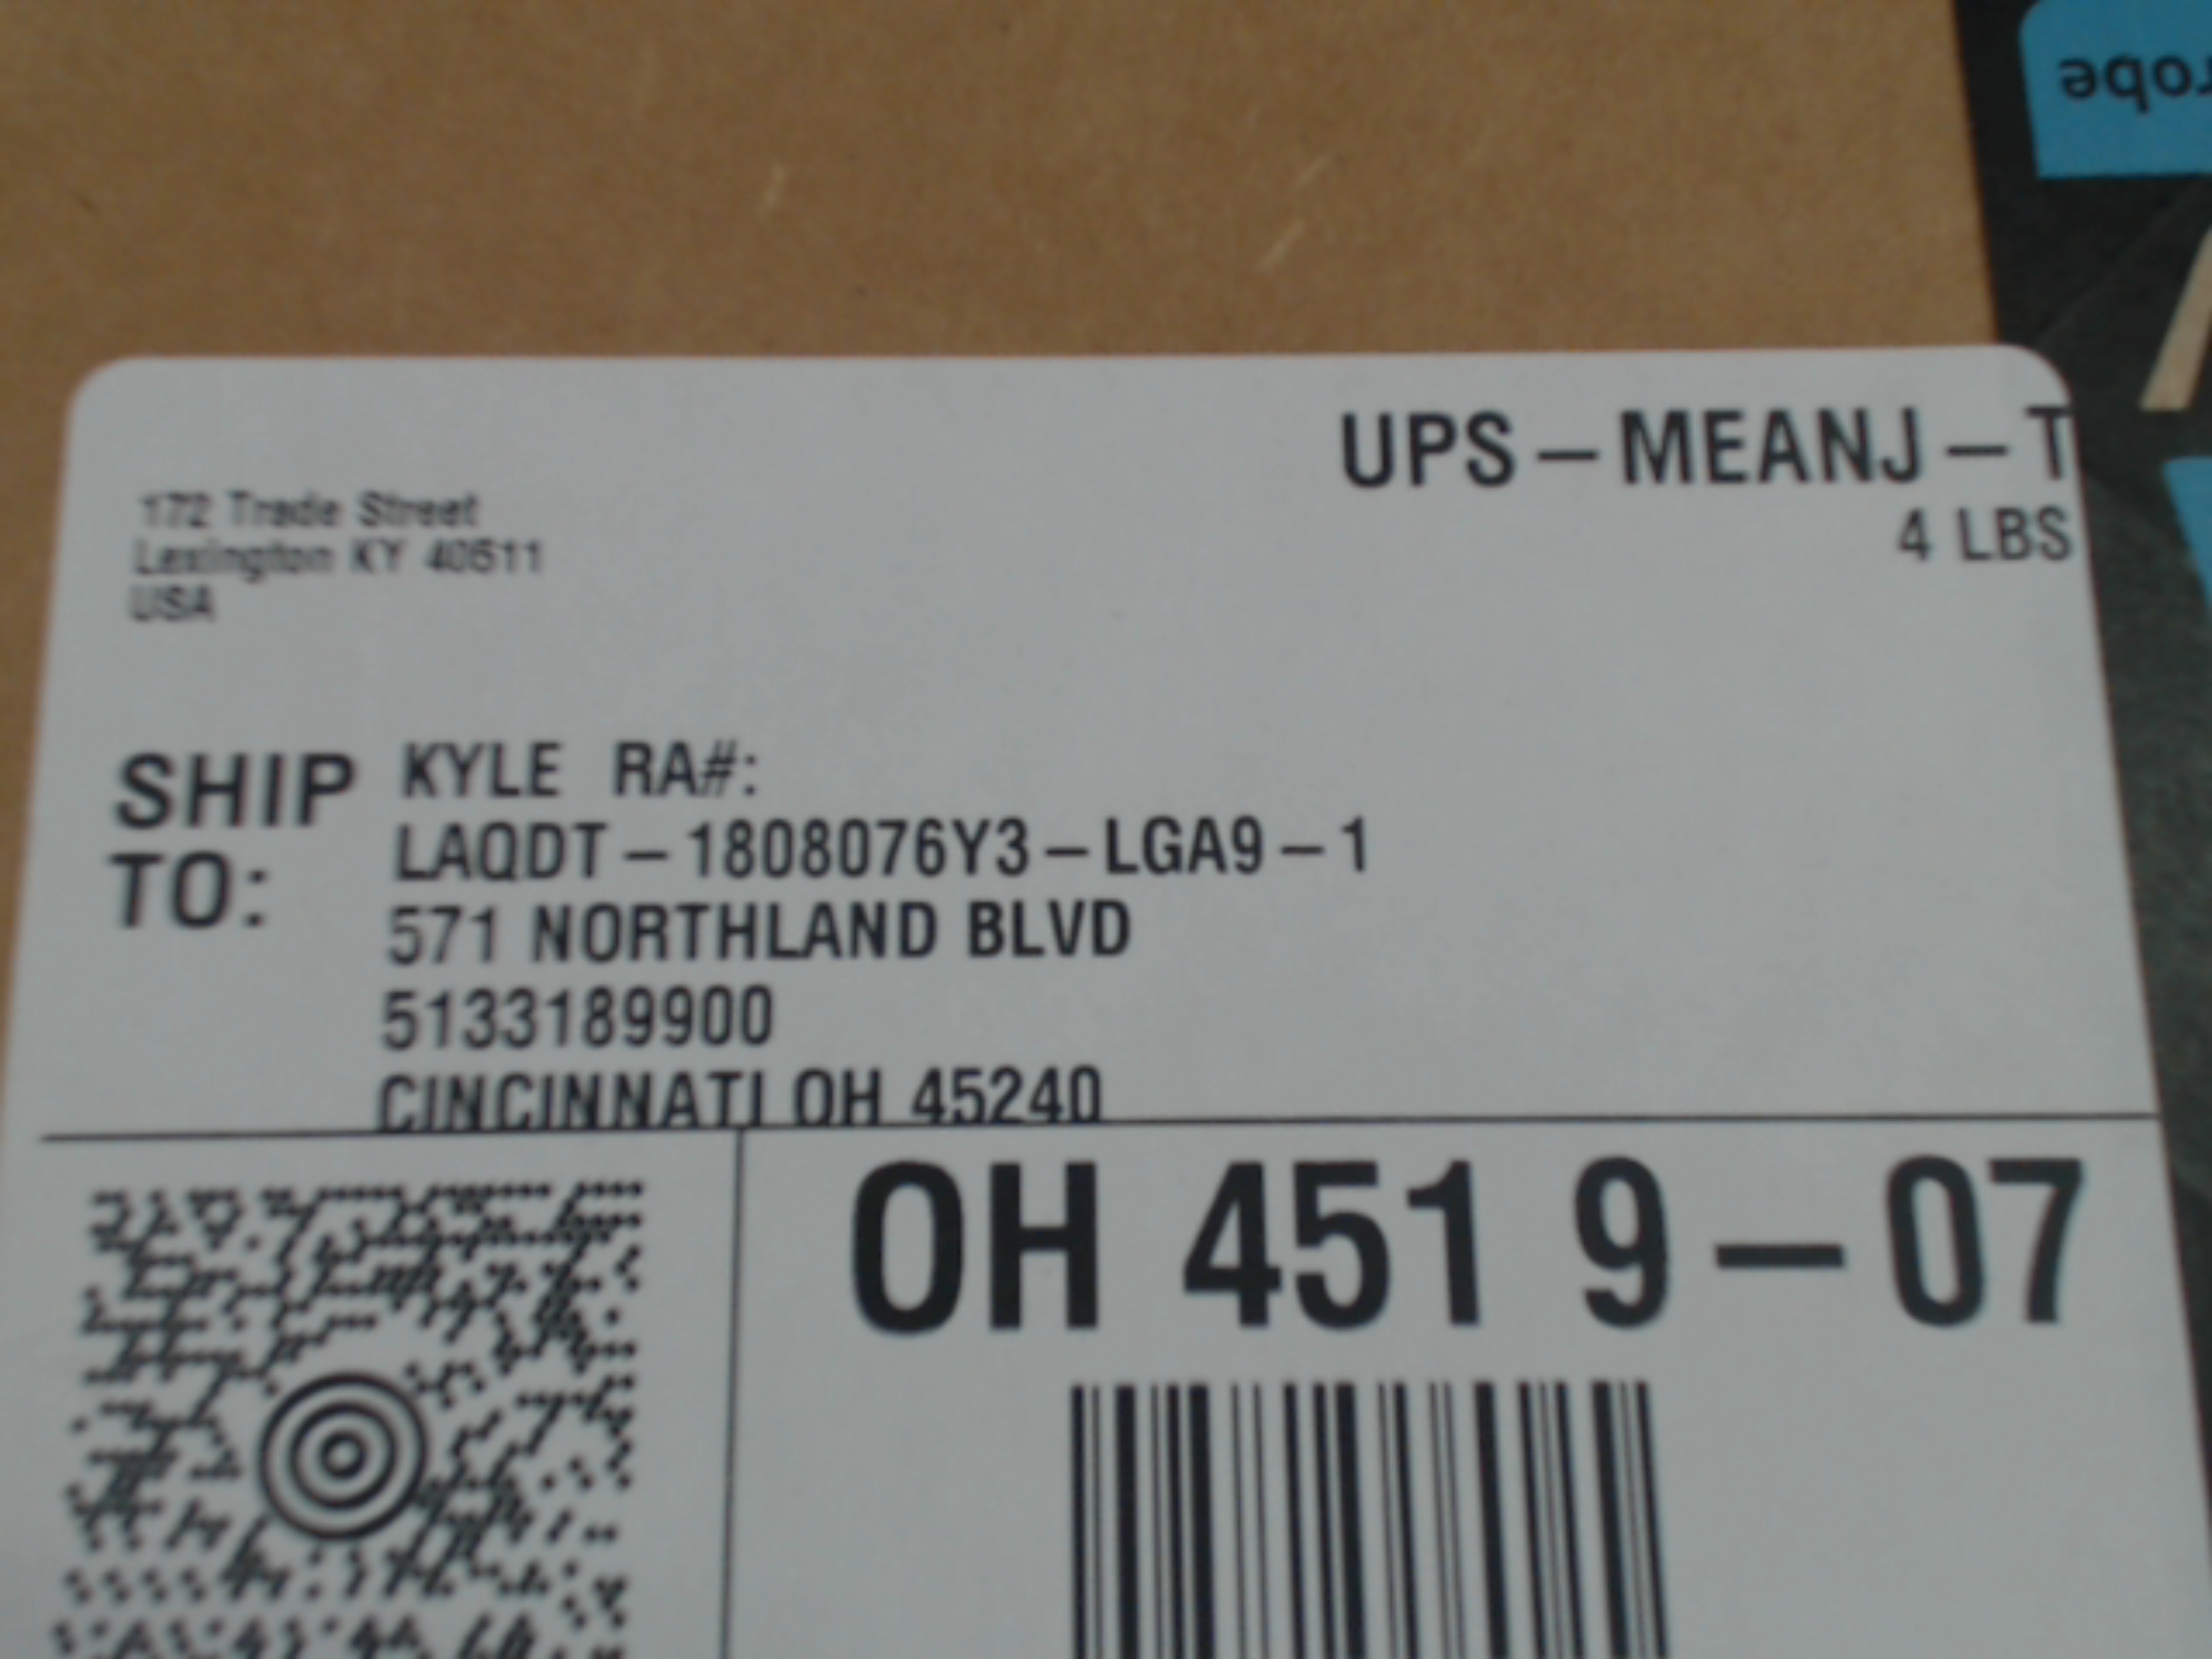 robe
UPS-MEANJ-T
4 LBS
172 Trade Street
Lexington KY 40511
USA
SHIP TO:
KYLE RA#:
LAQDT-1808076Y3-LGA9-1
571 NORTHLAND BLVD
5133189900
CINCINNATI OH 45240
OH 451 9-07